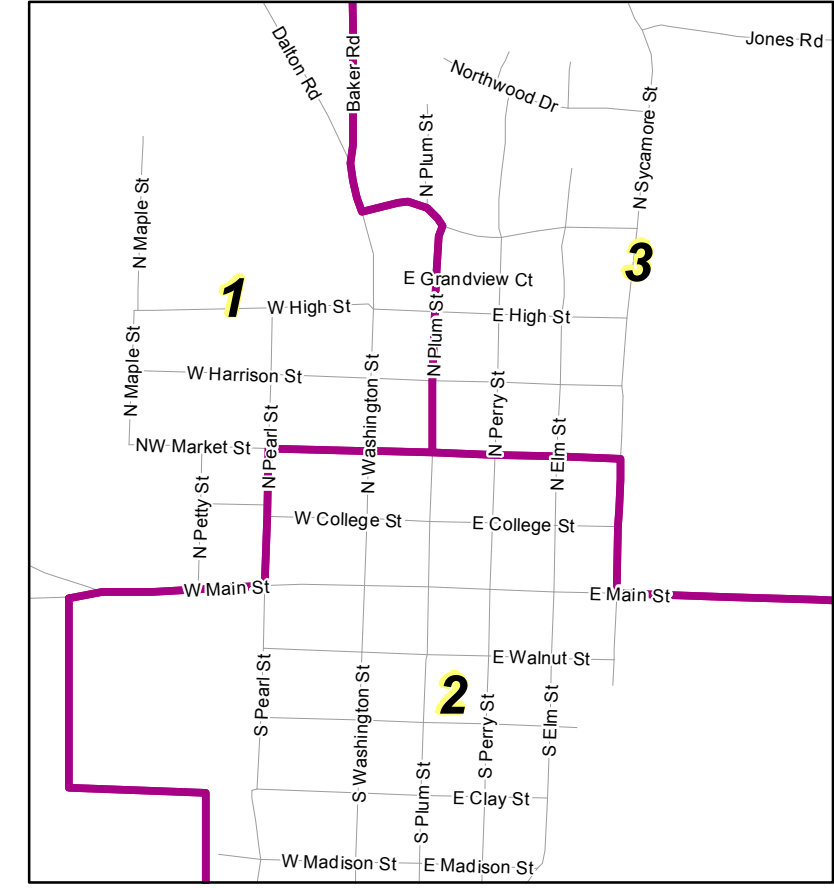 Jones Rd
Dalton Rd
Baker Rd
Northwood Dr
N Plum St
N Sycamore St
N Maple St
3
E Grandview Ct
1
W High St
E High St
N Plum St
N Maple St
W Harrison St
N Washington St
N Perry St
N Pearl St
N Elm St
NW Market St
N Petty St
W College St
E College St
W Main St
E Main St
E Walnut St
S Pearl St
2
S Washington St
S Perry St
S Elm St
S Plum St
E Clay St
W Madison St
E Madison St